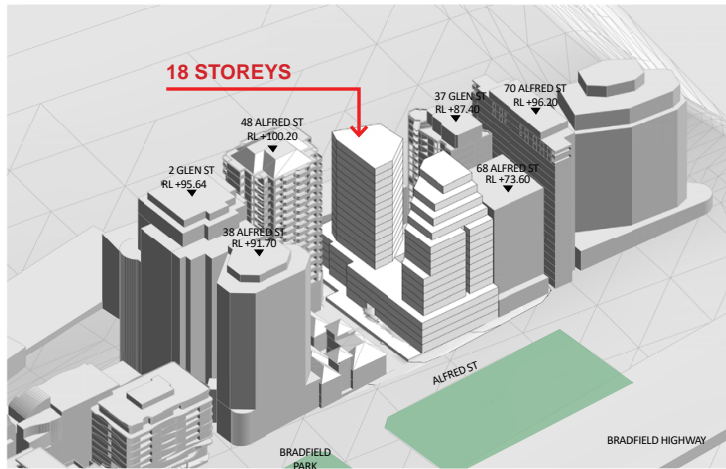 18 STOREYS
48 ALFRED ST
RL +100.20
2 GLEN ST
RL +95.64
38 ALFRED ST
RL +91.70
37 GLEN ST
RL +87.40
70 ALFRED ST
RL +96.20
68 ALFRED ST
RL +73.60
ALFRED ST
BRADFIELD
PARK
BRADFIELD HIGHWAY